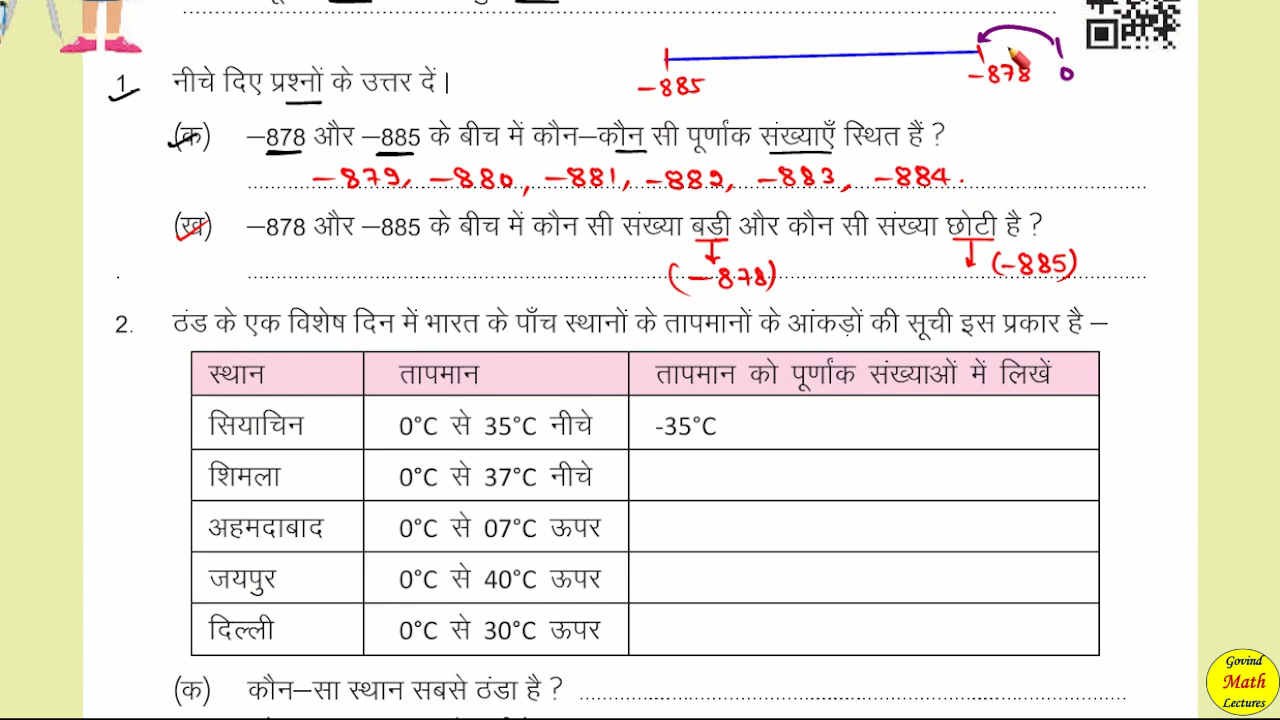 -885 -878 0
1 नीचे दिए प्रश्नों के उत्तर दें।
(क) –878 और –885 के बीच में कौन–कौन सी पूर्णांक संख्याएँ स्थित हैं ?
-879, -880, -881, -882, -883, -884.
(ख) –878 और –885 के बीच में कौन सी संख्या बड़ी और कौन सी संख्या छोटी है ?
(-878) (-885)
2. ठंड के एक विशेष दिन में भारत के पाँच स्थानों के तापमानों के आंकड़ों की सूची इस प्रकार है –
स्थान तापमान तापमान को पूर्णांक संख्याओं में लिखें
सियाचिन 0°C से 35°C नीचे -35°C
शिमला 0°C से 37°C नीचे
अहमदाबाद 0°C से 07°C ऊपर
जयपुर 0°C से 40°C ऊपर
दिल्ली 0°C से 30°C ऊपर
(क) कौन–सा स्थान सबसे ठंडा है ?
Govind
Math
Lectures